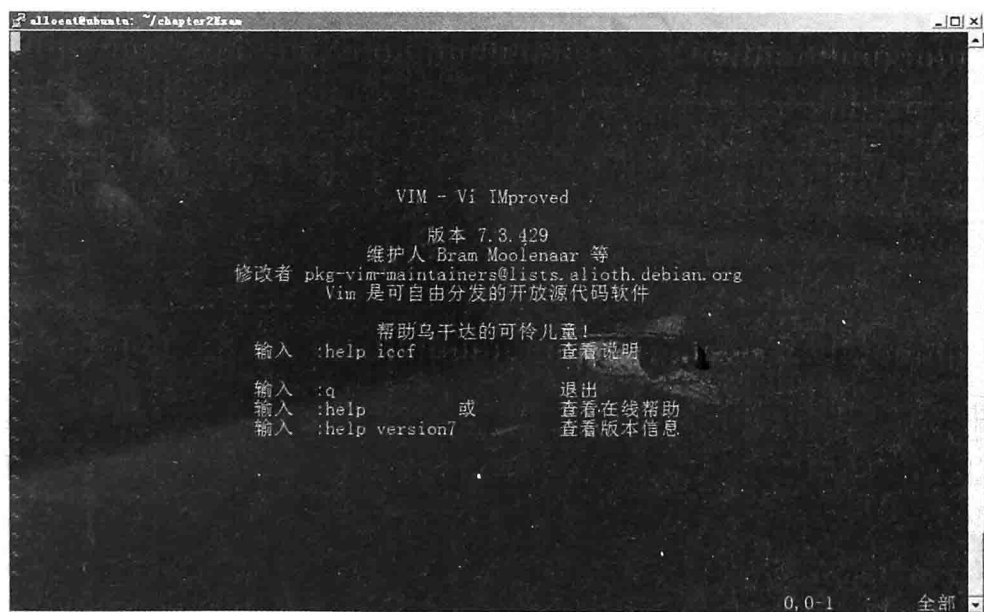 allocat@ubuntu: ~/chapter2Exam
VIM - Vi IMproved
版本 7.3.429
维护人 Bram Moolenaar 等
修改者 pkg-vim-maintainers@lists.alioth.debian.org
Vim 是可自由分发的开放源代码软件
帮助乌干达的可怜儿童!
输入 :help iccf 查看说明
输入 :q 退出
输入 :help 或 查看在线帮助
输入 :help version7 查看版本信息
0,0-1 全部